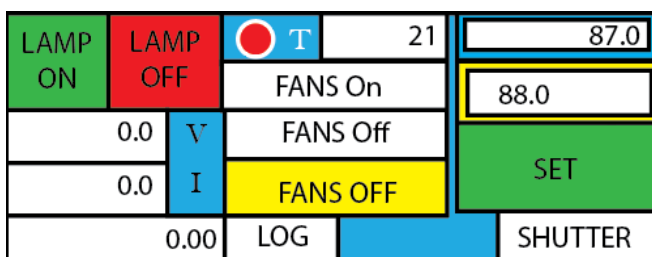 LAMP ON
LAMP OFF
T 21
87.0
FANS On
88.0
0.0 V
FANS Off
SET
0.0 I
FANS OFF
0.00
LOG
SHUTTER